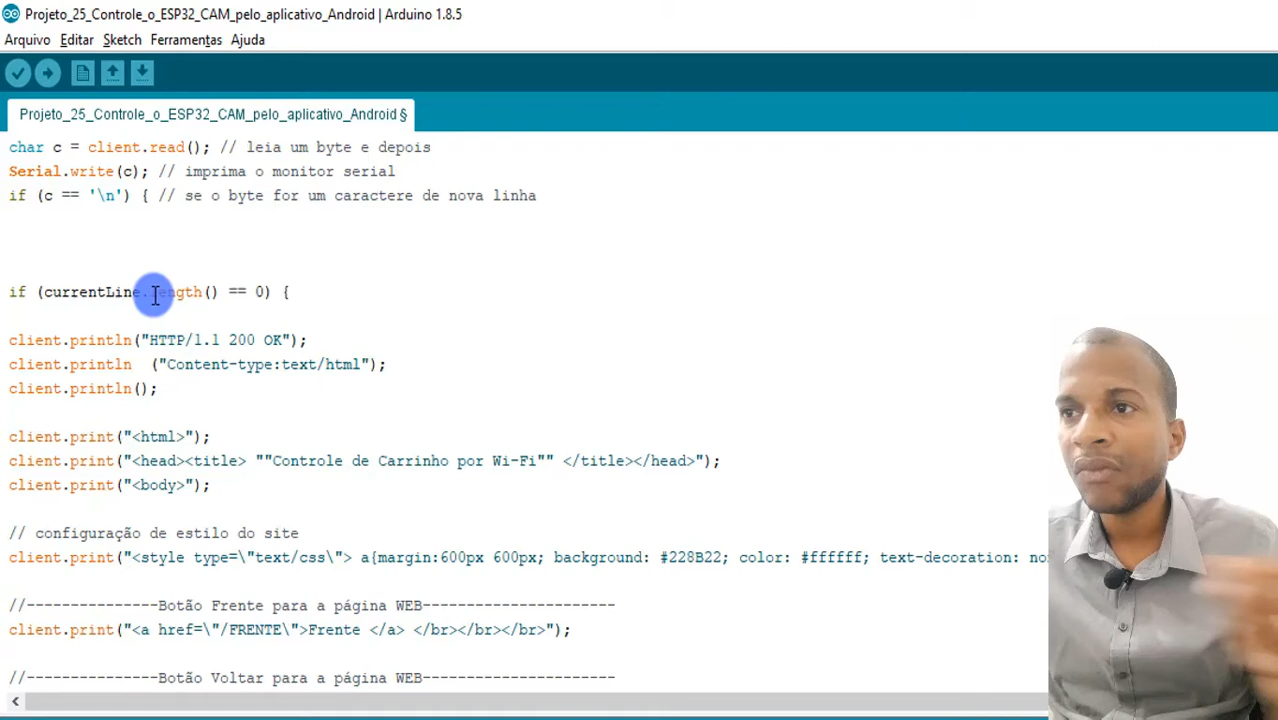 Projeto_25_Controle_o_ESP32_CAM_pelo_aplicativo_Android | Arduino 1.8.5
Arquivo Editar Sketch Ferramentas Ajuda
Projeto_25_Controle_o_ESP32_CAM_pelo_aplicativo_Android §
char c = client.read(); // leia um byte e depois
Serial.write(c); // imprima o monitor serial
if (c == '\n') { // se o byte for um caractere de nova linha
if (currentLine.length() == 0) {
client.println("HTTP/1.1 200 OK");
client.println  ("Content-type:text/html");
client.println();
client.print("<html>");
client.print("<head><title> ""Controle de Carrinho por Wi-Fi"" </title></head>");
client.print("<body>");
// configuração de estilo do site
client.print("<style type=\"text/css\"> a{margin:600px 600px; background: #228B22; color: #ffffff; text-decoration: no
//---------------Botão Frente para a página WEB----------------------
client.print("<a href=\"/FRENTE\">Frente </a> </br></br></br>");
//---------------Botão Voltar para a página WEB----------------------